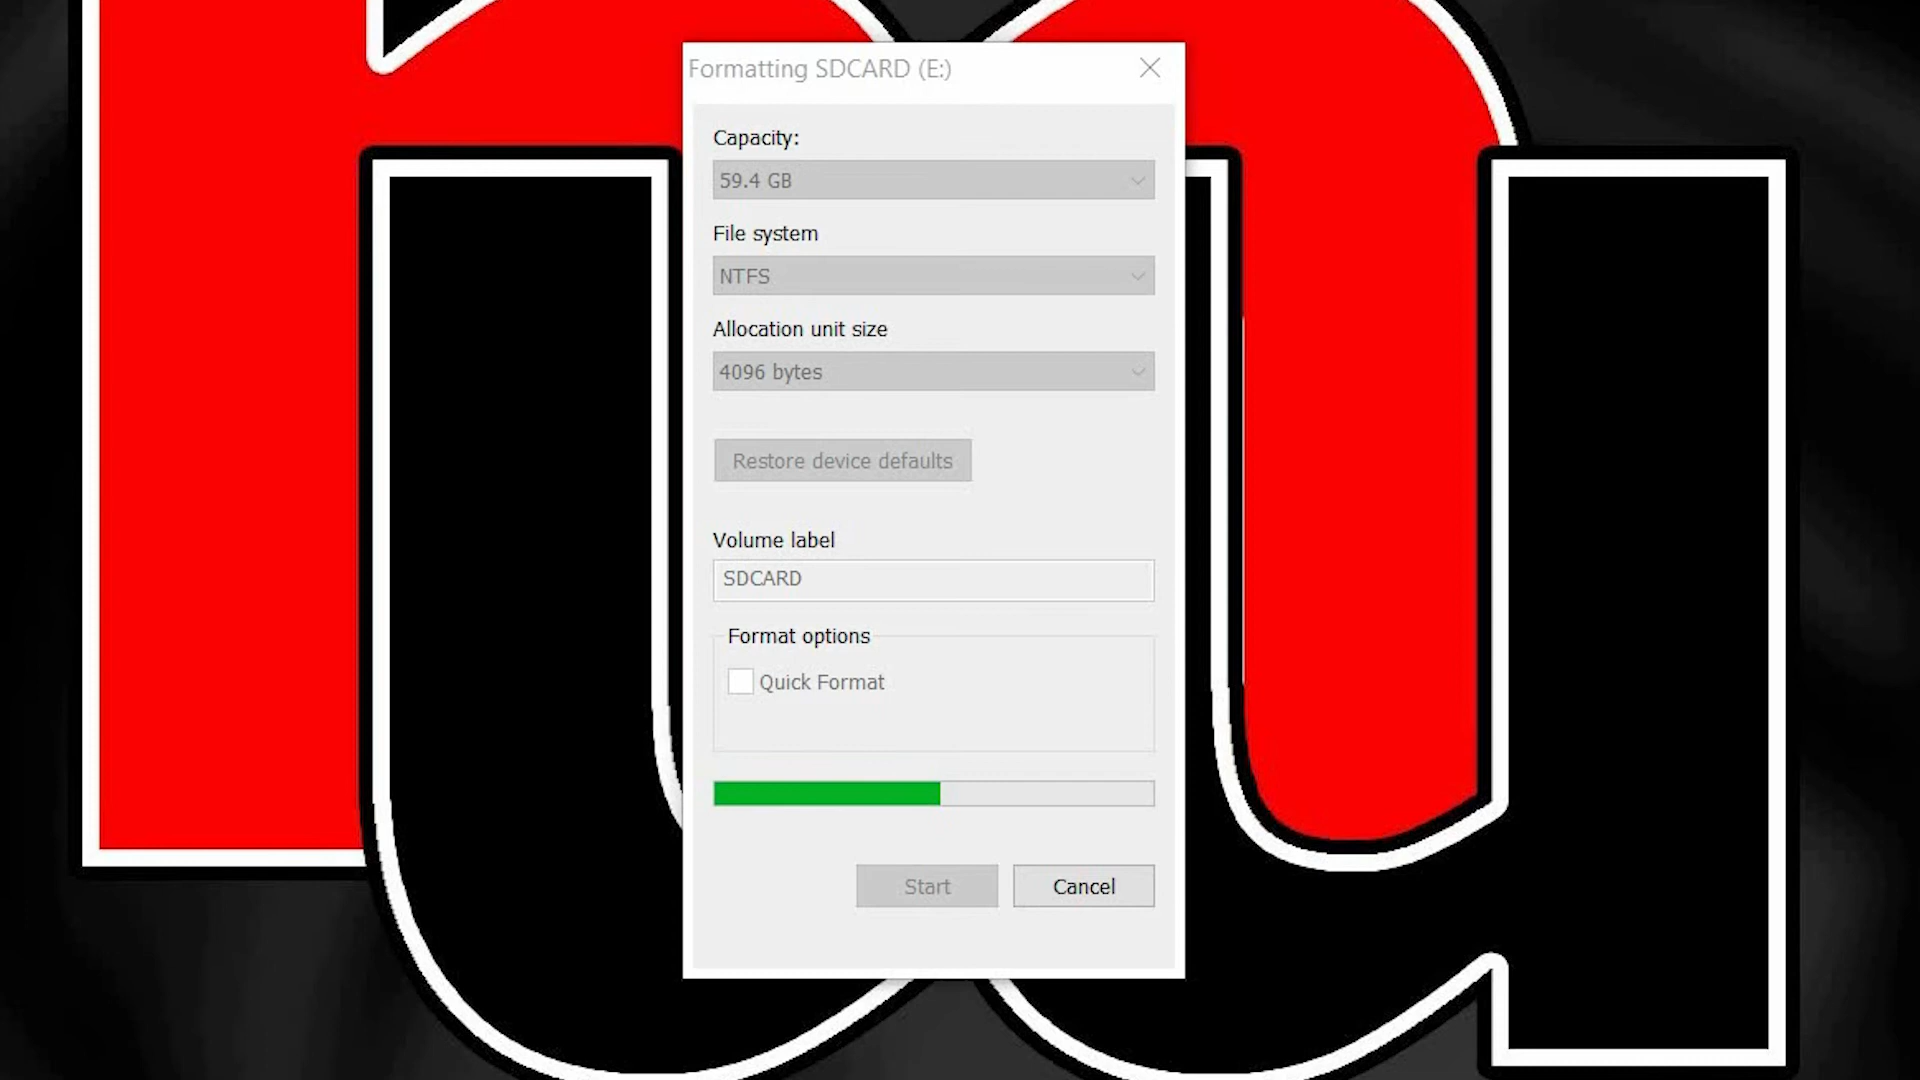 Formatting SDCARD (E:)
Capacity:
59.4 GB
File system
NTFS
Allocation unit size
4096 bytes
Restore device defaults
Volume label
SDCARD
Format options
Quick Format
Start
Cancel